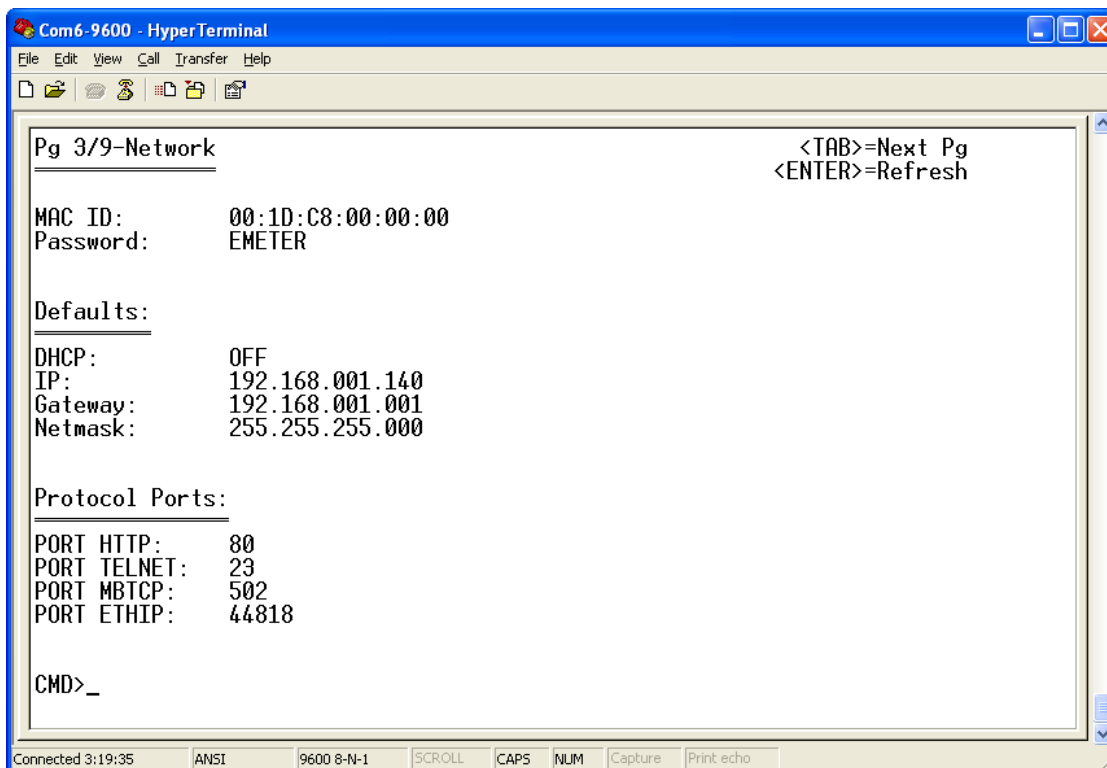 Com6-9600 - HyperTerminal
File Edit View Call Transfer Help
Pg 3/9-Network <TAB>=Next Pg
<ENTER>=Refresh
MAC ID: 00:1D:C8:00:00:00
Password: EMETER
Defaults:
DHCP: OFF
IP: 192.168.001.140
Gateway: 192.168.001.001
Netmask: 255.255.255.000
Protocol Ports:
PORT HTTP: 80
PORT TELNET: 23
PORT MBTCP: 502
PORT ETHIP: 44818
CMD>_
Connected 3:19:35 ANSI 9600 8-N-1 SCROLL CAPS NUM Capture Print echo